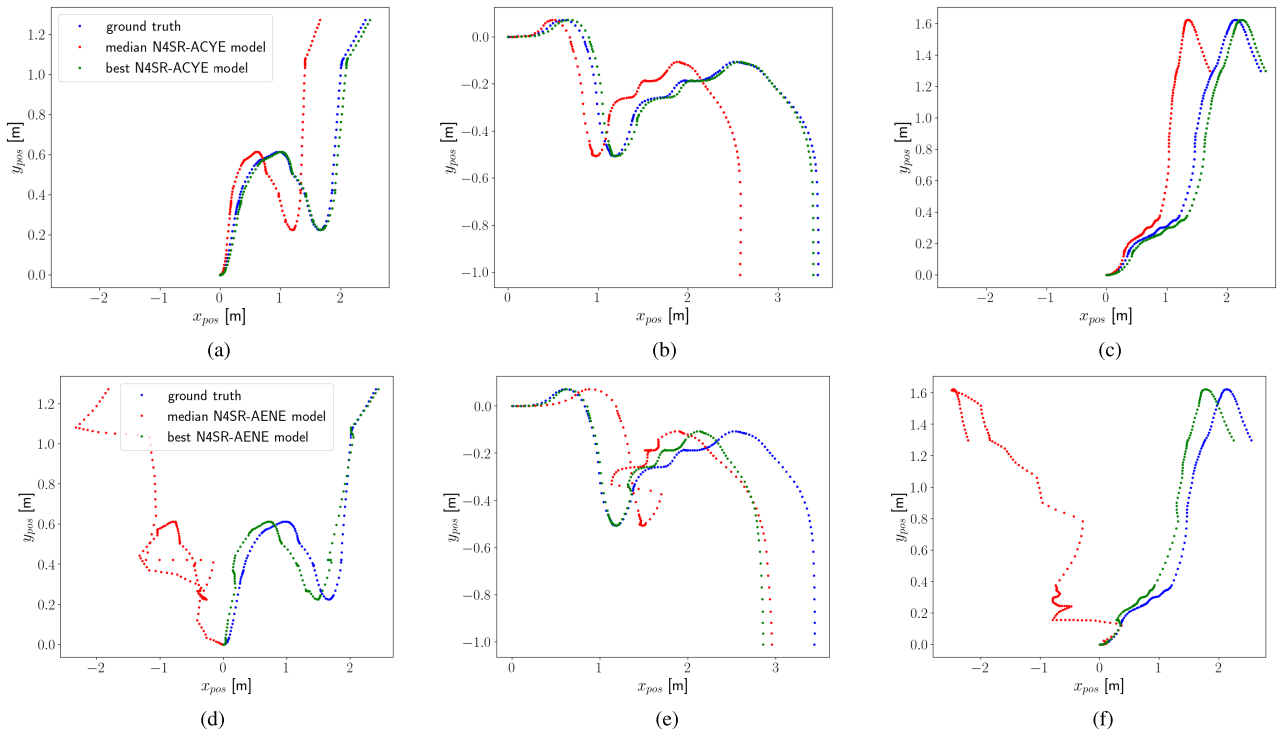 ground truth
median N4SR-ACYE model
best N4SR-ACYE model
1.2
1.0
0.8
0.6
0.4
0.2
0.0
y_pos [m]
−2 −1 0 1 2
x_pos [m]
(a)
0.0
−0.2
−0.4
−0.6
−0.8
−1.0
y_pos [m]
0 1 2 3
x_pos [m]
(b)
1.6
1.4
1.2
1.0
0.8
0.6
0.4
0.2
0.0
y_pos [m]
−2 −1 0 1 2
x_pos [m]
(c)
ground truth
median N4SR-AENE model
best N4SR-AENE model
1.2
1.0
0.8
0.6
0.4
0.2
0.0
y_pos [m]
−2 −1 0 1 2
x_pos [m]
(d)
0.0
−0.2
−0.4
−0.6
−0.8
−1.0
y_pos [m]
0 1 2 3
x_pos [m]
(e)
1.6
1.4
1.2
1.0
0.8
0.6
0.4
0.2
0.0
y_pos [m]
−2 −1 0 1 2
x_pos [m]
(f)